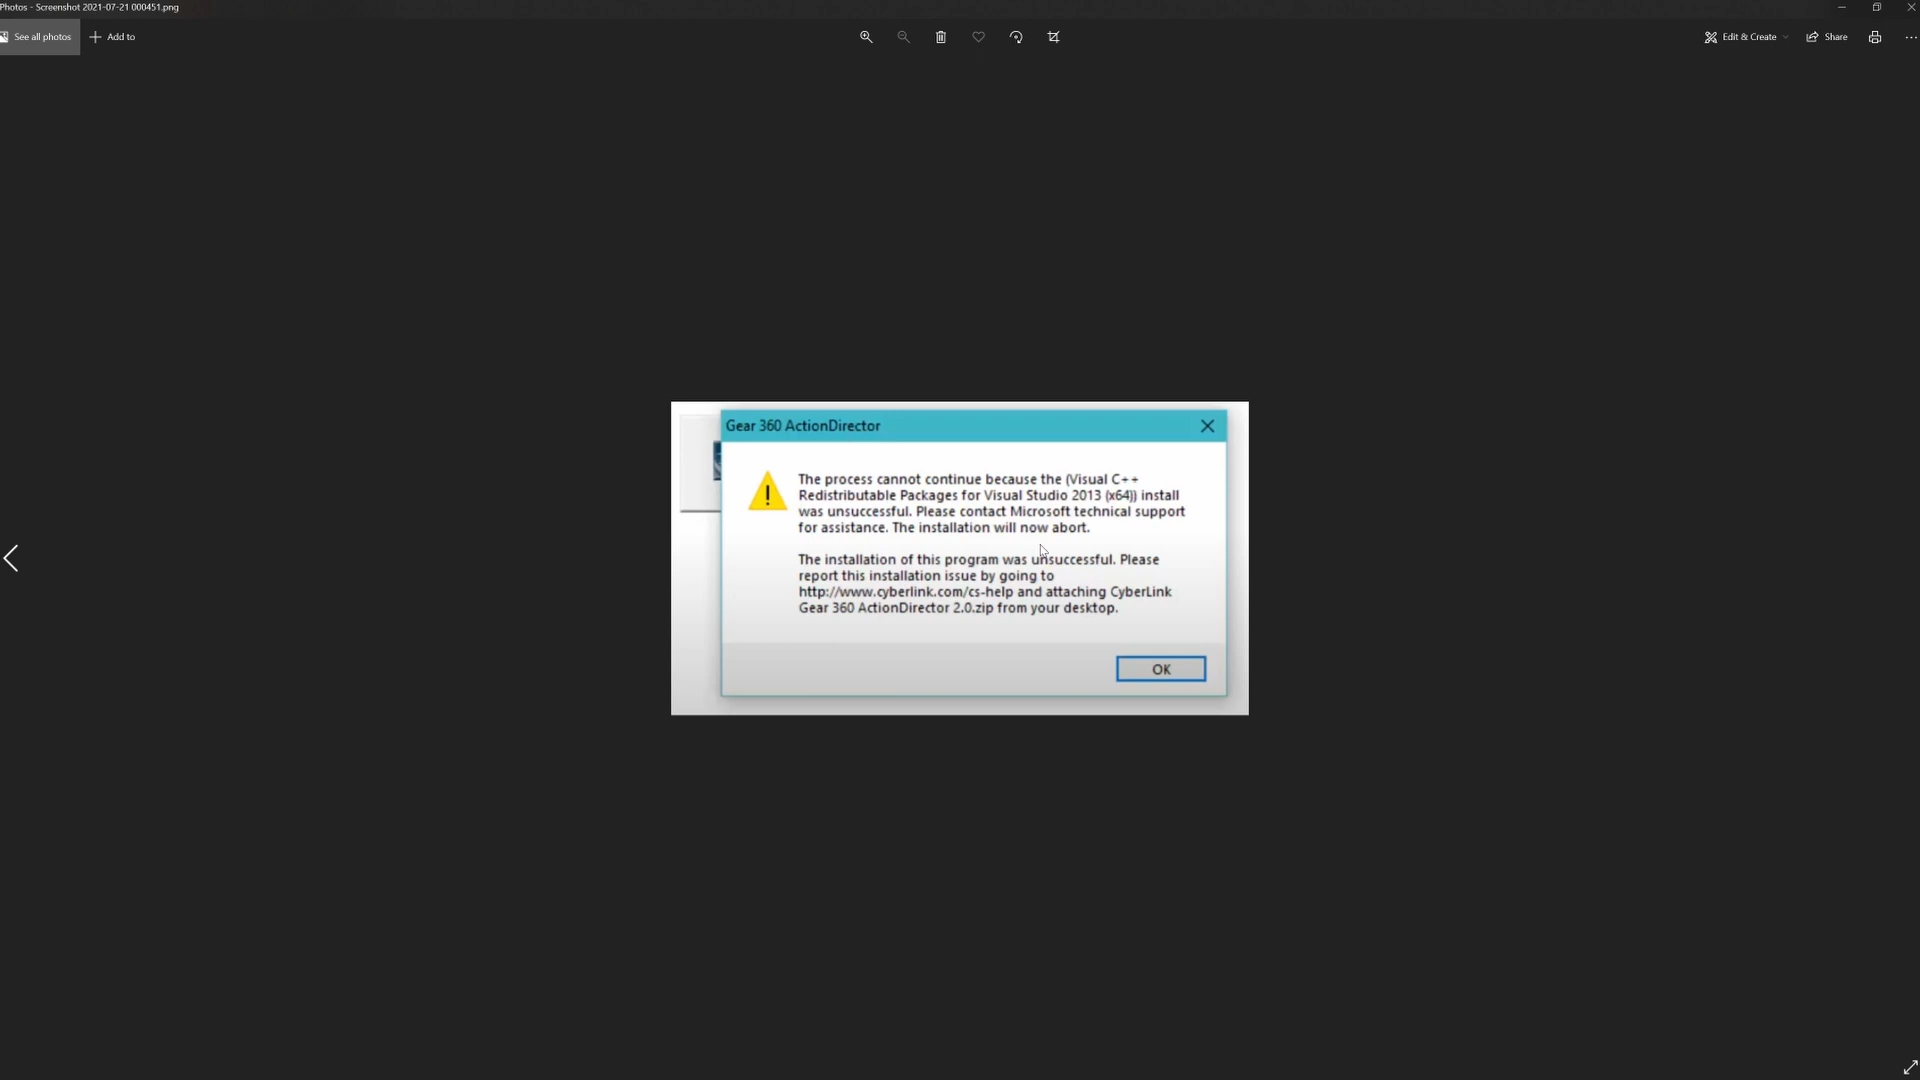 Photos - Screenshot 2021-07-21 000451.png
See all photos
Add to
Edit & Create
Share
Gear 360 ActionDirector
The process cannot continue because the (Visual C++
Redistributable Packages for Visual Studio 2013 (x64)) install
was unsuccessful. Please contact Microsoft technical support
for assistance. The installation will now abort.
The installation of this program was unsuccessful. Please
report this installation issue by going to
http://www.cyberlink.com/cs-help and attaching CyberLink
Gear 360 ActionDirector 2.0.zip from your desktop.
OK